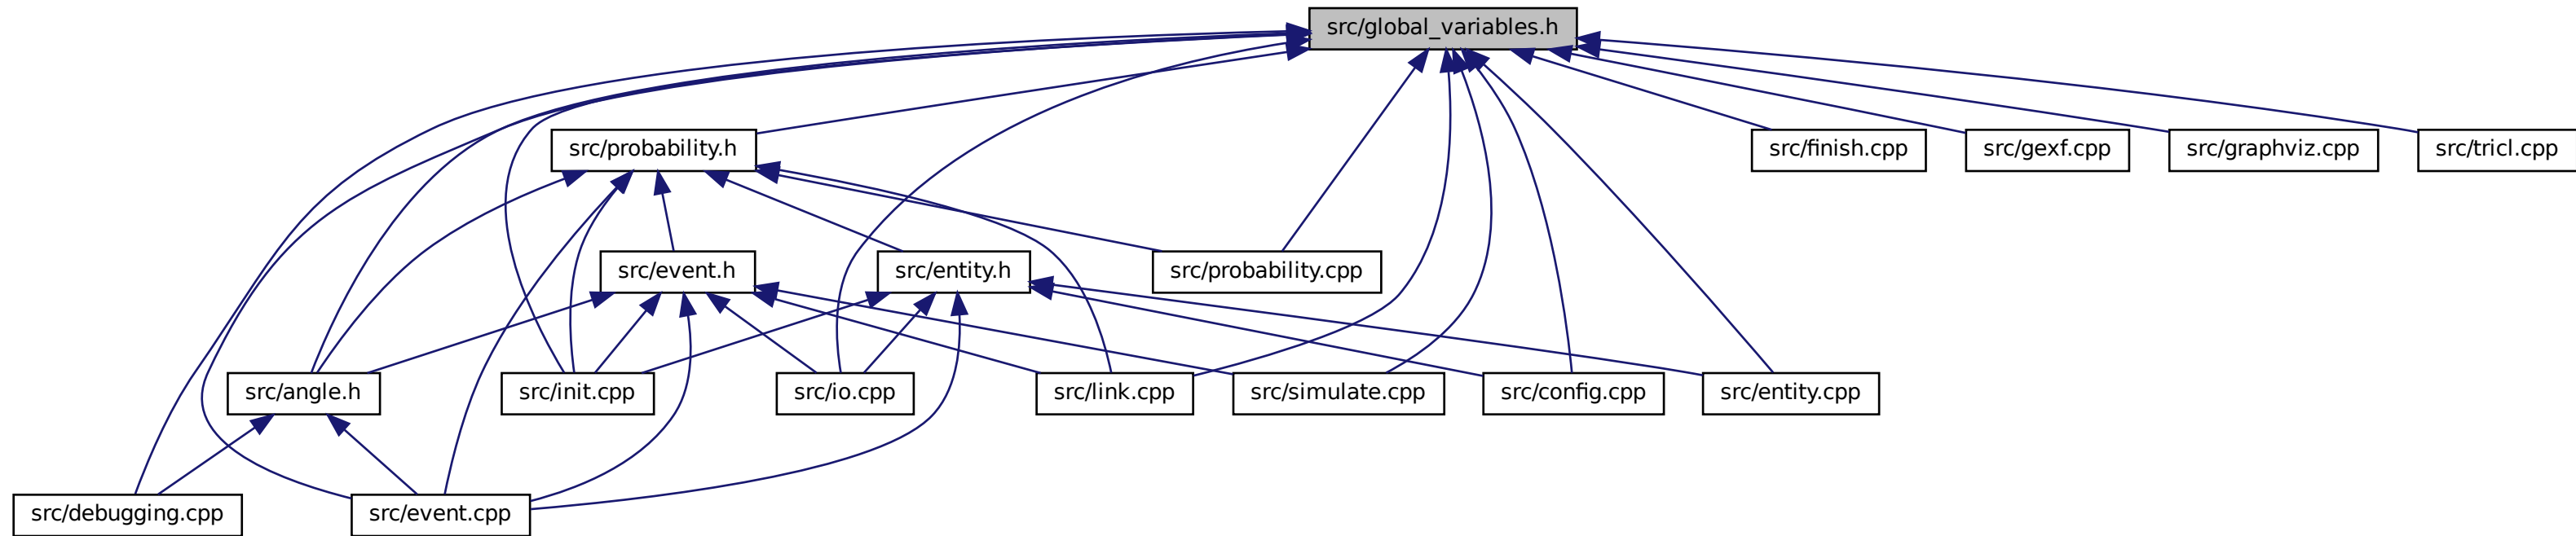 src/global_variables.h
src/probability.h
src/finish.cpp
src/gexf.cpp
src/graphviz.cpp
src/tricl.cpp
src/event.h
src/entity.h
src/probability.cpp
src/angle.h
src/init.cpp
src/io.cpp
src/link.cpp
src/simulate.cpp
src/config.cpp
src/entity.cpp
src/debugging.cpp
src/event.cpp